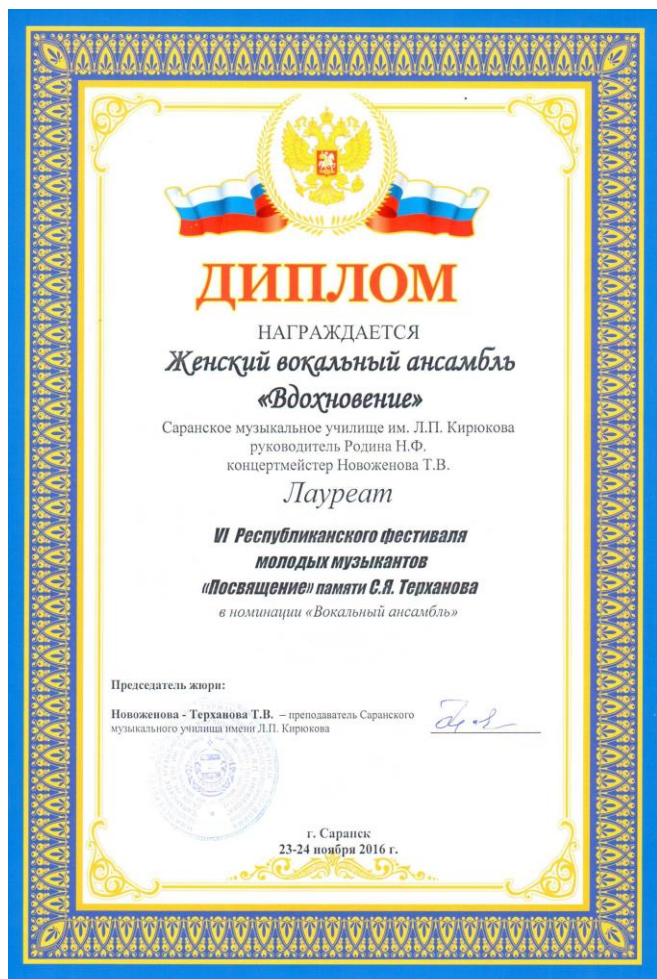 ДИПЛОМ
НАГРАЖДАЕТСЯ
Женский вокальный ансамбль
«Вдохновение»
Саранское музыкальное училище им. Л.П. Кирюкова
руководитель Родина Н.Ф.
концертмейстер Новоженова Т.В.
Лауреат
VI Республиканского фестиваля
молодых музыкантов
«Посвящение» памяти С.Я. Терханова
в номинации «Вокальный ансамбль»
Председатель жюри:
Новоженова - Терханова Т.В. – преподаватель Саранского
музыкального училища имени Л.П. Кирюкова
г. Саранск
23-24 ноября 2016 г.